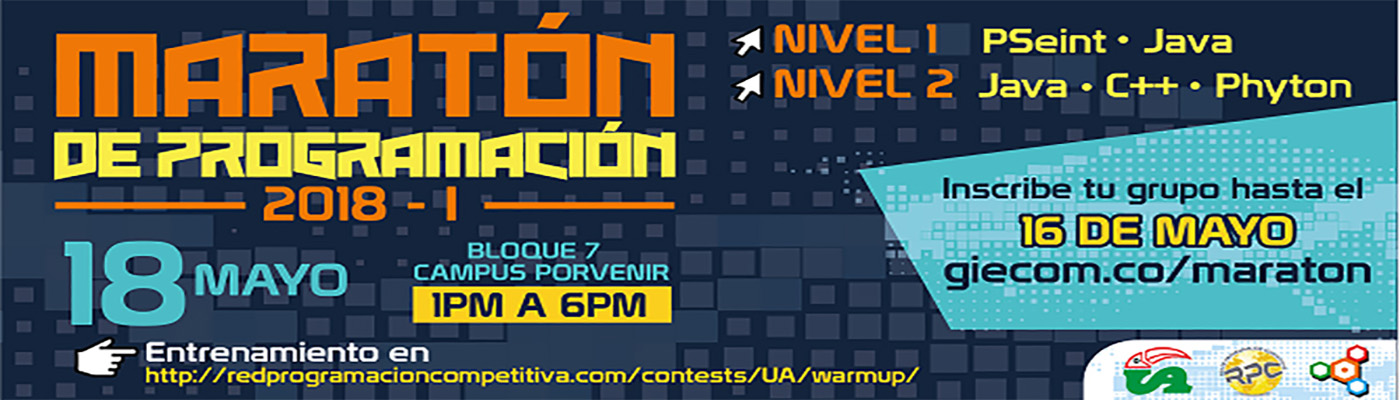 MARATÓN
DE PROGRAMACIÓN
2018 - I
18 MAYO
BLOQUE 7
CAMPUS PORVENIR
1PM A 6PM
Entrenamiento en
http://redprogramacioncompetitiva.com/contests/UA/warmup/
NIVEL 1 PSeint • Java
NIVEL 2 Java • C++ • Phyton
Inscribe tu grupo hasta el
16 DE MAYO
giecom.co/maraton
UA
RPC